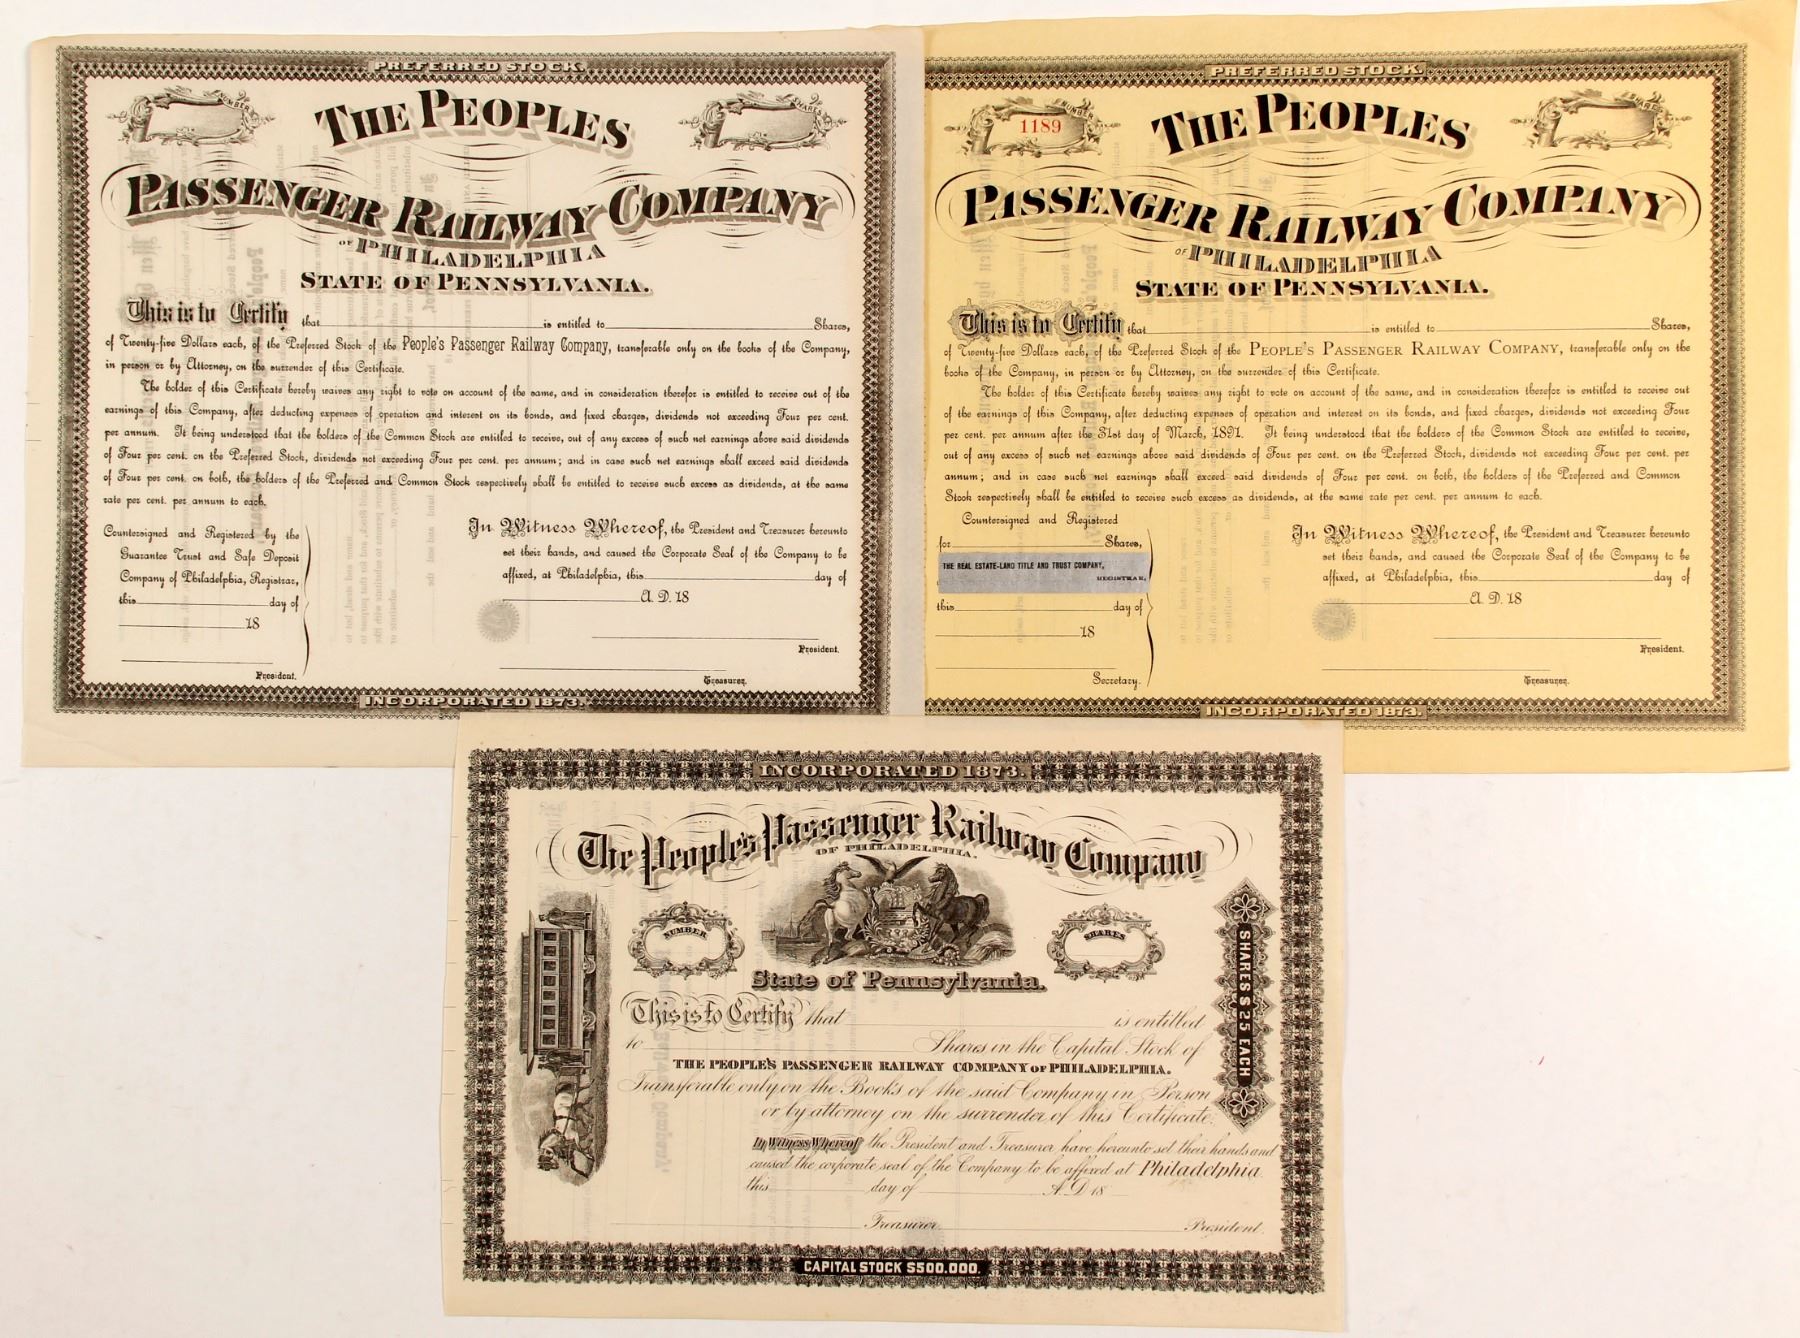 PREFERRED STOCK.
NUMBER
SHARES
THE PEOPLES
PASSENGER RAILWAY COMPANY
OF PHILADELPHIA
STATE OF PENNSYLVANIA.
This is to Certify that is entitled to Shares,
of Twenty-five Dollars each, of the Preferred Stock of the People's Passenger Railway Company, transferable only on the books of the Company,
in person or by Attorney, on the surrender of this Certificate.
The holder of this Certificate hereby waives any right to vote on account of the same, and in consideration therefor is entitled to receive out of the
earnings of this Company, after deducting expenses of operation and interest on its bonds, and fixed charges, dividends not exceeding Four per cent.
per annum. It being understood that the holders of the Common Stock are entitled to receive, out of any excess of such net earnings above said dividends
of Four per cent. on the Preferred Stock, dividends not exceeding Four per cent. per annum; and in case such net earnings shall exceed said dividends
of Four per cent. on both, the holders of the Preferred and Common Stock respectively shall be entitled to receive such excess as dividends, at the same
rate per cent. per annum to each.
Countersigned and Registered by the
Guarantee Trust and Safe Deposit
Company of Philadelphia, Registrar,
this day of
18
President.
In Witness Whereof, the President and Treasurer hereunto
set their hands, and caused the Corporate Seal of the Company to be
affixed, at Philadelphia, this day of
A. D. 18
President.
Treasurer.
INCORPORATED 1873.
PREFERRED STOCK.
NUMBER
1189
SHARES
THE PEOPLES
PASSENGER RAILWAY COMPANY
OF PHILADELPHIA
STATE OF PENNSYLVANIA.
This is to Certify that is entitled to Shares,
of Twenty-five Dollars each, of the Preferred Stock of the PEOPLE'S PASSENGER RAILWAY COMPANY, transferable only on the
books of the Company, in person or by Attorney, on the surrender of this Certificate.
The holder of this Certificate hereby waives any right to vote on account of the same, and in consideration therefor is entitled to receive out
of the earnings of this Company, after deducting expenses of operation and interest on its bonds, and fixed charges, dividends not exceeding Four
per cent. per annum after the 31st day of March, 1891. It being understood that the holders of the Common Stock are entitled to receive,
out of any excess of such net earnings above said dividends of Four per cent. on the Preferred Stock, dividends not exceeding Four per cent. per
annum; and in case such net earnings shall exceed said dividends of Four per cent. on both, the holders of the Preferred and Common
Stock respectively shall be entitled to receive such excess as dividends, at the same rate per cent. per annum to each.
Countersigned and Registered
for Shares,
THE REAL ESTATE-LAND TITLE AND TRUST COMPANY,
REGISTRAR,
this day of
18
Secretary.
In Witness Whereof, the President and Treasurer hereunto
set their hands, and caused the Corporate Seal of the Company to be
affixed, at Philadelphia, this day of
A. D. 18
President.
Treasurer.
INCORPORATED 1873.
INCORPORATED 1873.
The People's Passenger Railway Company
OF PHILADELPHIA.
NUMBER
SHARES
State of Pennsylvania.
This is to Certify that is entitled
to Shares in the Capital Stock of
THE PEOPLE'S PASSENGER RAILWAY COMPANY OF PHILADELPHIA.
Transferable only on the Books of the said Company in Person
or by attorney on the surrender of this Certificate.
In Witness Whereof the President and Treasurer have hereunto set their hands and
caused the corporate seal of the Company to be affixed at Philadelphia
this day of A.D. 18
Treasurer. President.
SHARES $25 EACH
CAPITAL STOCK $500.000.